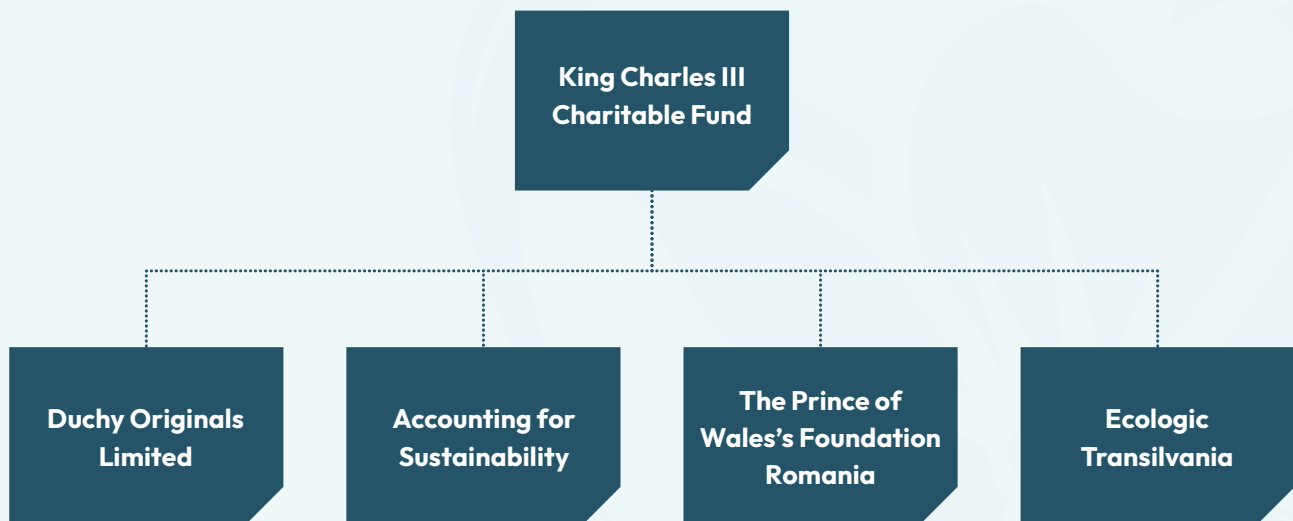 King Charles III
Charitable Fund
Duchy Originals
Limited
Accounting for
Sustainability
The Prince of
Wales’s Foundation
Romania
Ecologic
Transilvania